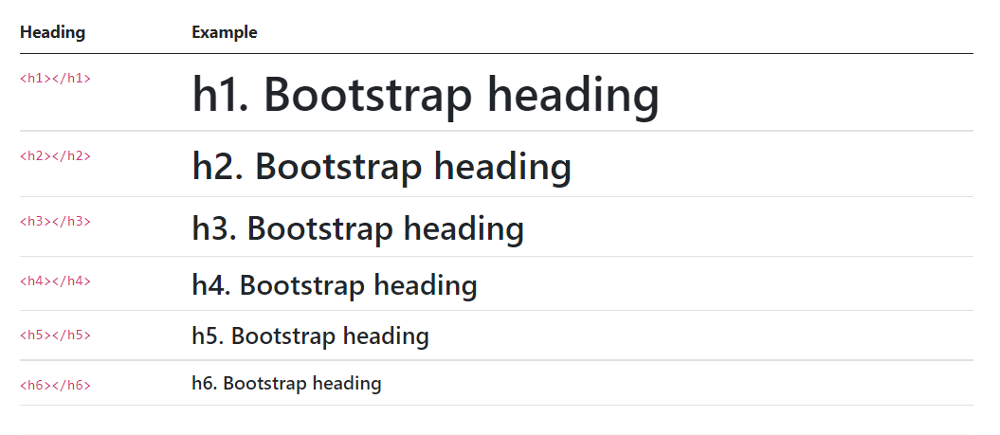 Heading Example
<h1></h1> h1. Bootstrap heading
<h2></h2> h2. Bootstrap heading
<h3></h3> h3. Bootstrap heading
<h4></h4> h4. Bootstrap heading
<h5></h5> h5. Bootstrap heading
<h6></h6> h6. Bootstrap heading